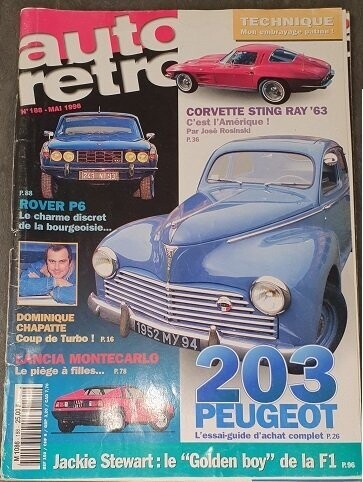 TECHNIQUE
Mon embrayage patine !
auto
retro
N° 188 - MAI 1996
CORVETTE STING RAY '63
C'est l'Amérique !
Par José Rosinski
P.36
P.88
ROVER P6
Le charme discret
de la bourgeoisie...
DOMINIQUE
CHAPATTE
Coup de Turbo ! P.16
1952 MY 94
LANCIA MONTECARLO
Le piège à filles... P.78
203
PEUGEOT
L'essai-guide d'achat complet P.26
Jackie Stewart : le "Golden boy" de la F1 P.96